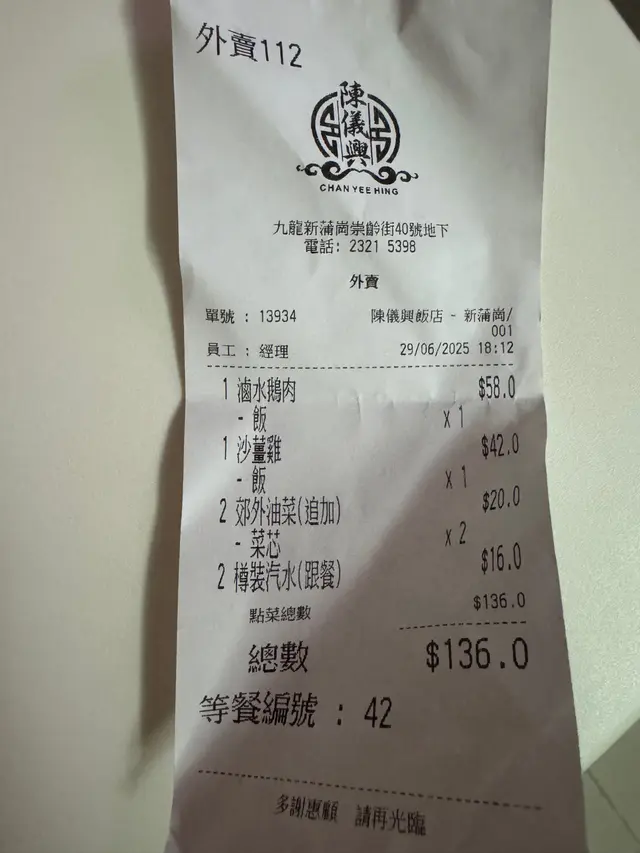 外賣112
陳儀興
CHAN YEE HING
九龍新蒲崗崇齡街40號地下
電話: 2321 5398
外賣
單號 : 13934 陳儀興飯店 - 新蒲崗/
001
員工 : 經理 29/06/2025 18:12
1 滷水鵝肉 $58.0
- 飯 x 1
1 沙薑雞 $42.0
- 飯 x 1
2 郊外油菜(追加) $20.0
- 菜芯 x 2
2 樽裝汽水(跟餐) $16.0
點菜總數 $136.0
總數 $136.0
等餐編號 : 42
多謝惠顧 請再光臨